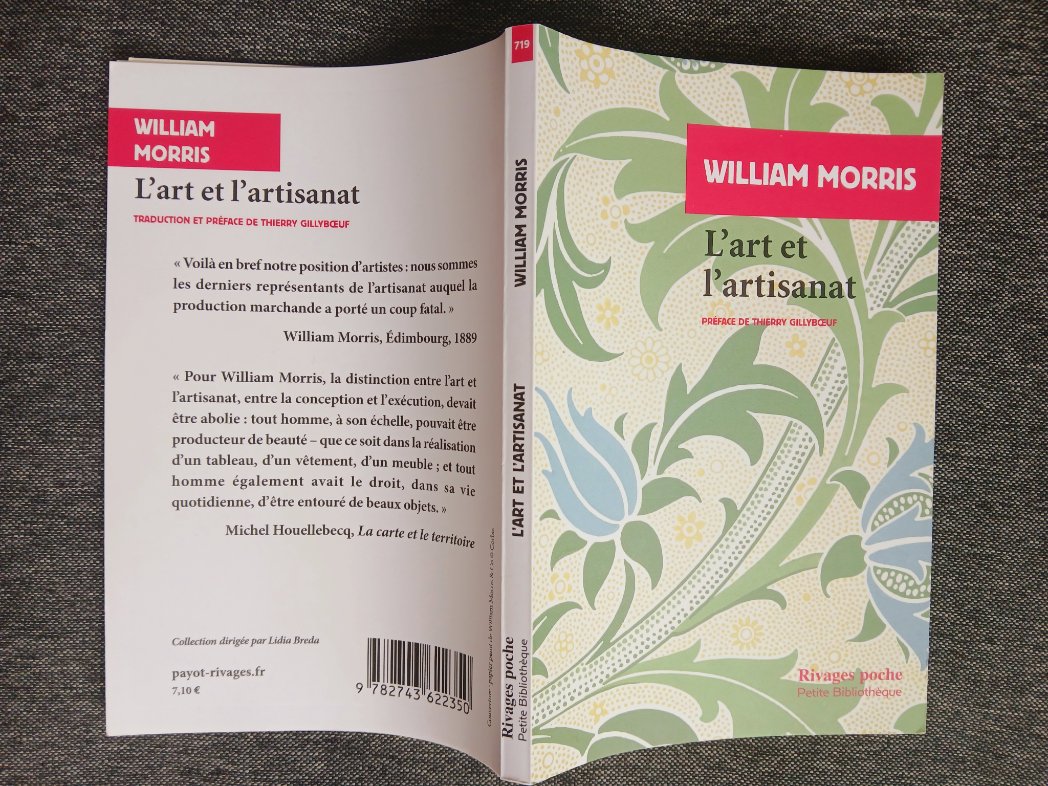 WILLIAM
MORRIS
L'art et l'artisanat
TRADUCTION ET PRÉFACE DE THIERRY GILLYBŒUF
« Voilà en bref notre position d'artistes : nous sommes
les derniers représentants de l'artisanat auquel la
production marchande a porté un coup fatal. »
William Morris, Édimbourg, 1889
« Pour William Morris, la distinction entre l'art et
l'artisanat, entre la conception et l'exécution, devait
être abolie : tout homme, à son échelle, pouvait être
producteur de beauté – que ce soit dans la réalisation
d'un tableau, d'un vêtement, d'un meuble ; et tout
homme également avait le droit, dans sa vie
quotidienne, d'être entouré de beaux objets. »
Michel Houellebecq, La carte et le territoire
Collection dirigée par Lidia Breda
payot-rivages.fr
7,10 €
9 782743 622350
Couverture : papier peint de William Morris &
719
WILLIAM MORRIS
L'ART ET L'ARTISANAT
Rivages poche
Petite Bibliothèque
WILLIAM MORRIS
L'art et
l'artisanat
PRÉFACE DE THIERRY GILLYBŒUF
Rivages poche
Petite Bibliothèque